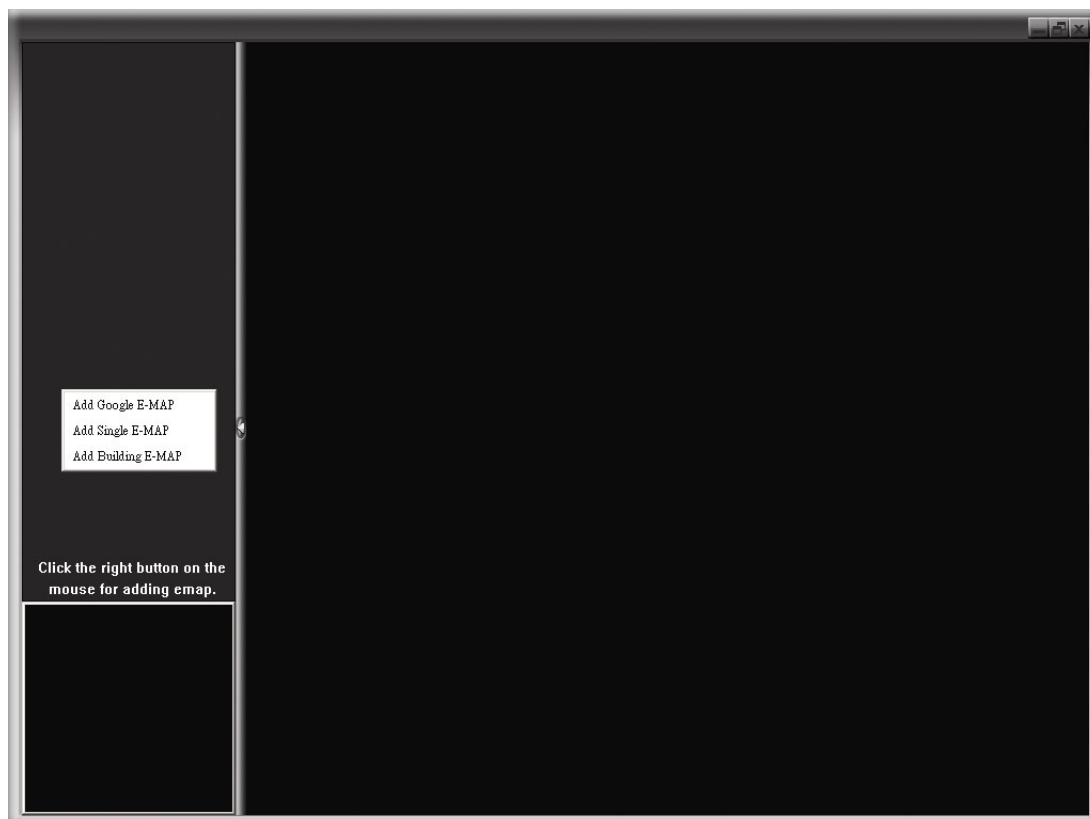 Add Google E-MAP
Add Single E-MAP
Add Building E-MAP
Click the right button on the
mouse for adding emap.